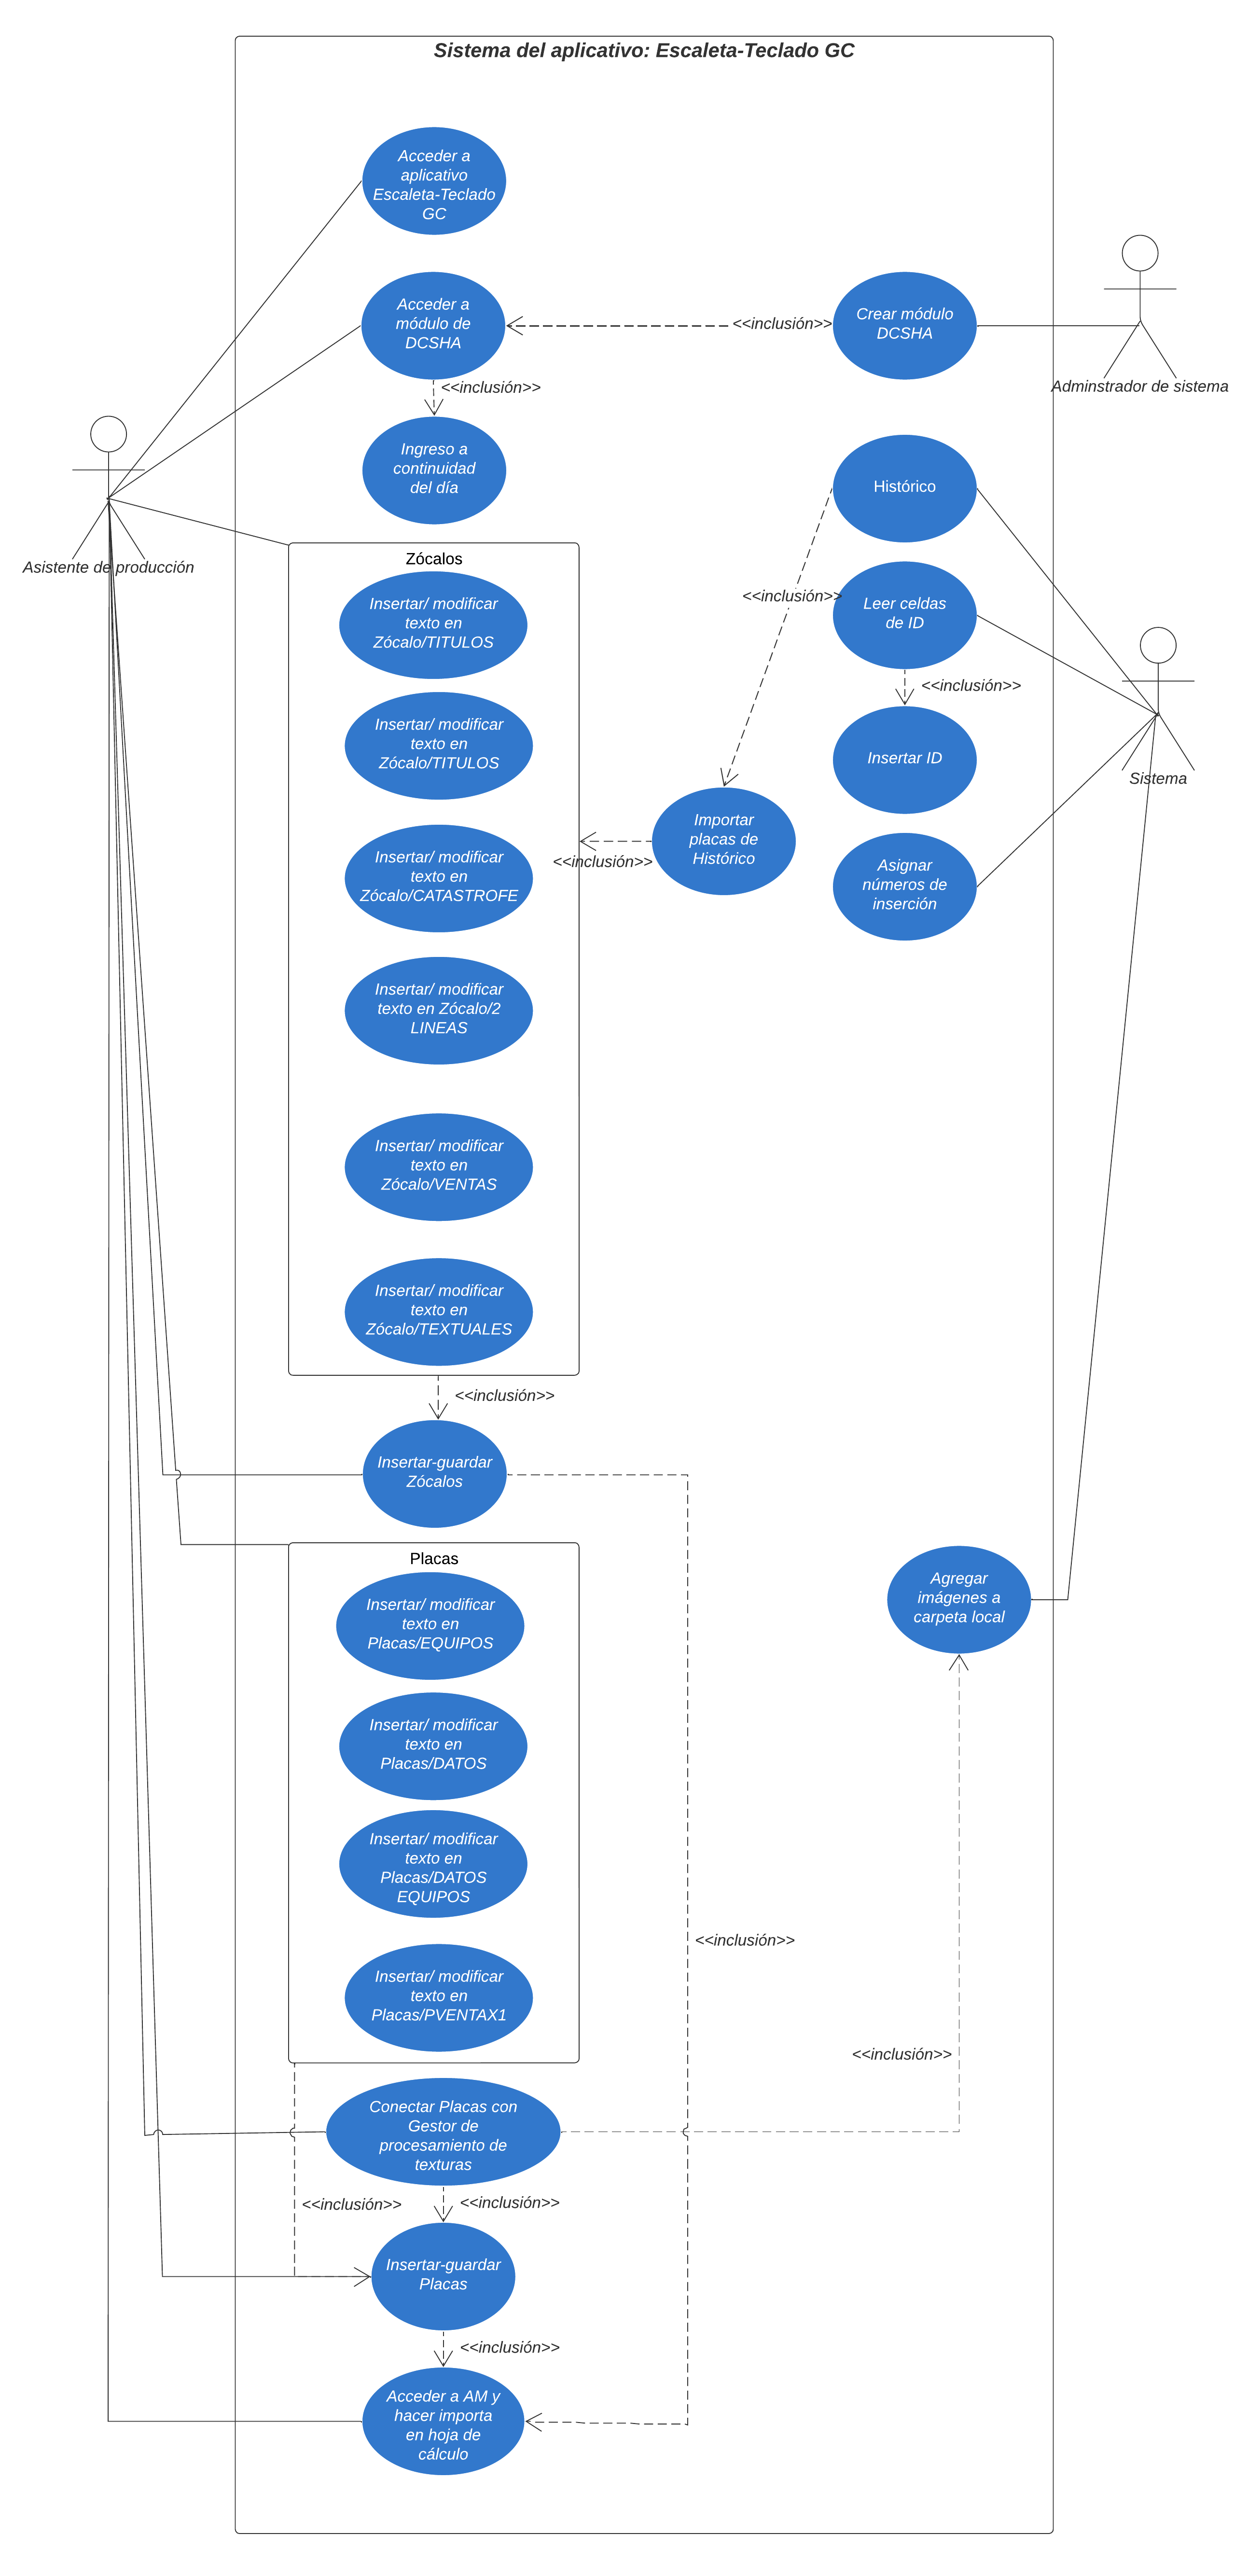 Sistema del aplicativo: Escaleta-Teclado GC
Acceder a
aplicativo
Escaleta-Teclado
GC
Acceder a
módulo de
DCSHA
<<inclusión>>
Crear módulo
DCSHA
Adminstrador de sistema
<<inclusión>>
Ingreso a
continuidad
del día
Histórico
Asistente de producción
Zócalos
Insertar/ modificar
texto en
Zócalo/TITULOS
<<inclusión>>
Leer celdas
de ID
<<inclusión>>
Insertar/ modificar
texto en
Zócalo/TITULOS
Insertar ID
Sistema
Insertar/ modificar
texto en
Zócalo/CATASTROFE
<<inclusión>>
Importar
placas de
Histórico
Asignar
números de
inserción
Insertar/ modificar
texto en Zócalo/2
LINEAS
Insertar/ modificar
texto en
Zócalo/VENTAS
Insertar/ modificar
texto en
Zócalo/TEXTUALES
<<inclusión>>
Insertar-guardar
Zócalos
Placas
Insertar/ modificar
texto en
Placas/EQUIPOS
Agregar
imágenes a
carpeta local
Insertar/ modificar
texto en
Placas/DATOS
Insertar/ modificar
texto en
Placas/DATOS
EQUIPOS
<<inclusión>>
Insertar/ modificar
texto en
Placas/PVENTAX1
<<inclusión>>
Conectar Placas con
Gestor de
procesamiento de
texturas
<<inclusión>>
<<inclusión>>
Insertar-guardar
Placas
<<inclusión>>
Acceder a AM y
hacer importa
en hoja de
cálculo